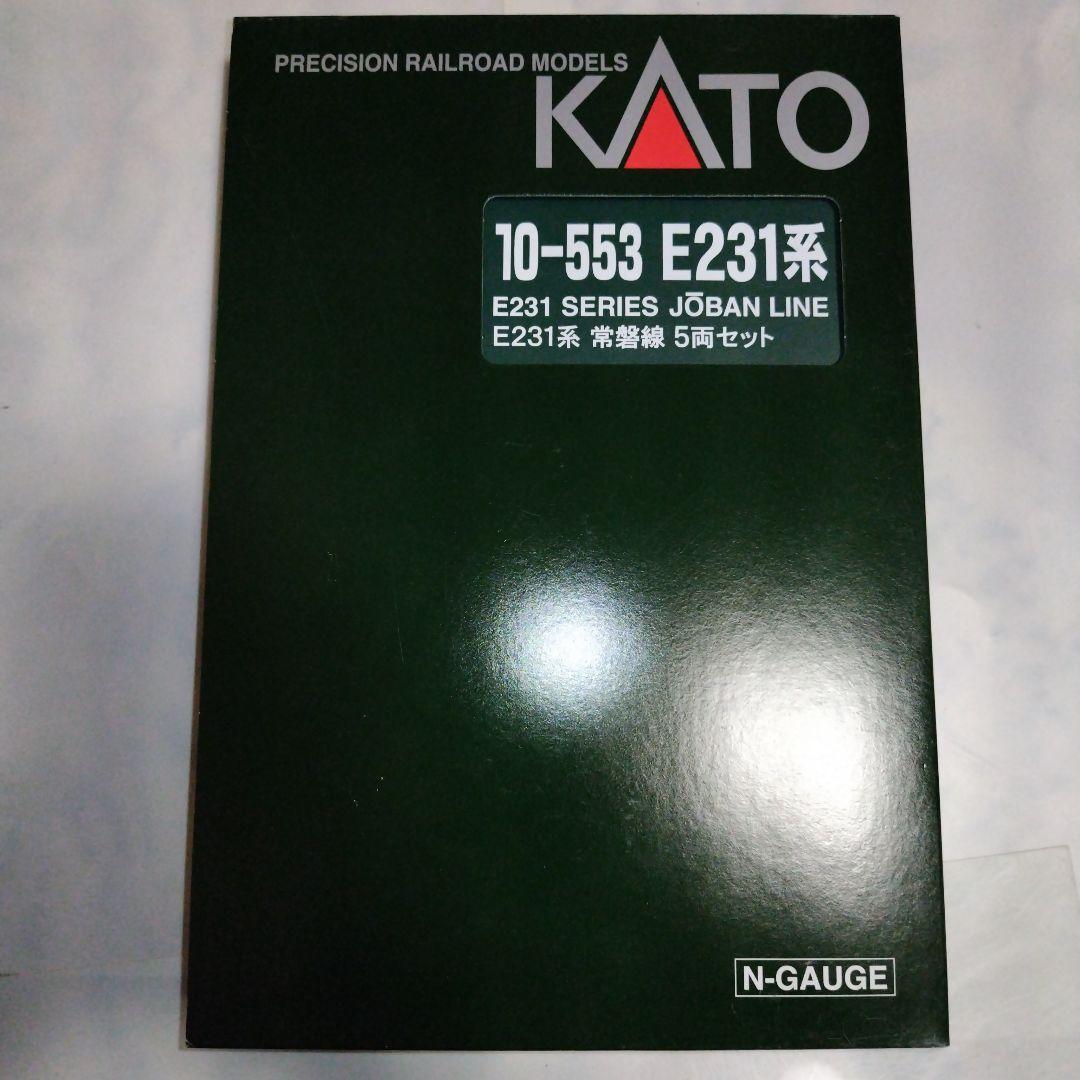 PRECISION RAILROAD MODELS
KATO
10-553 E231系
E231 SERIES JŌBAN LINE
E231系 常磐線 5両セット
N-GAUGE